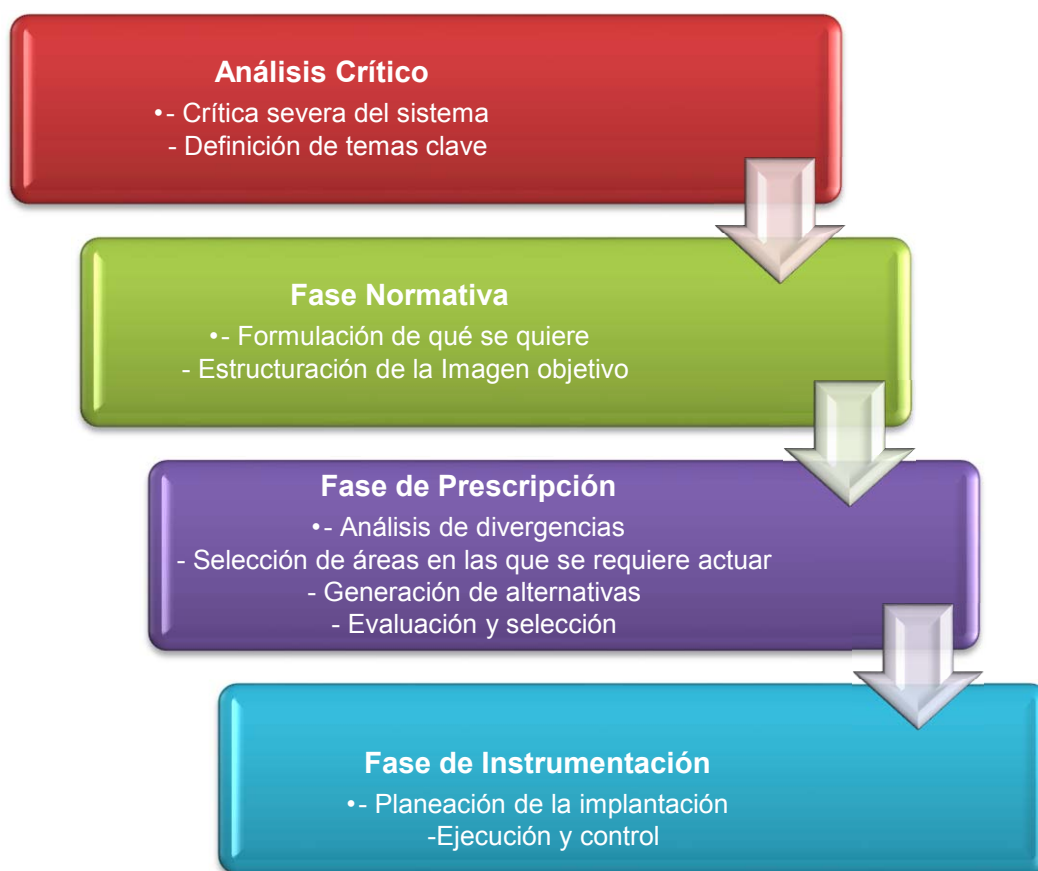 Análisis Crítico
•- Crítica severa del sistema
- Definición de temas clave
Fase Normativa
•- Formulación de qué se quiere
- Estructuración de la Imagen objetivo
Fase de Prescripción
•- Análisis de divergencias
- Selección de áreas en las que se requiere actuar
- Generación de alternativas
- Evaluación y selección
Fase de Instrumentación
•- Planeación de la implantación
-Ejecución y control